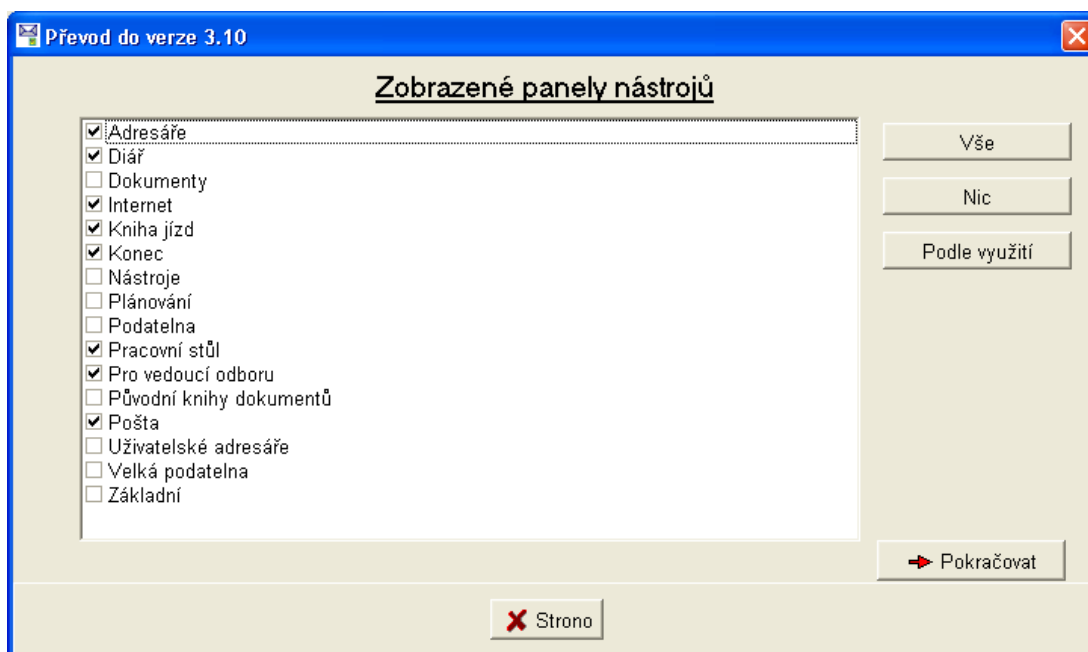 Převod do verze 3.10
Zobrazené panely nástrojů
Adresáře
Diář
Dokumenty
Internet
Kniha jízd
Konec
Nástroje
Plánování
Podatelna
Pracovní stůl
Pro vedoucí odboru
Původní knihy dokumentů
Pošta
Uživatelské adresáře
Velká podatelna
Základní
Vše
Nic
Podle využití
Pokračovat
Strono